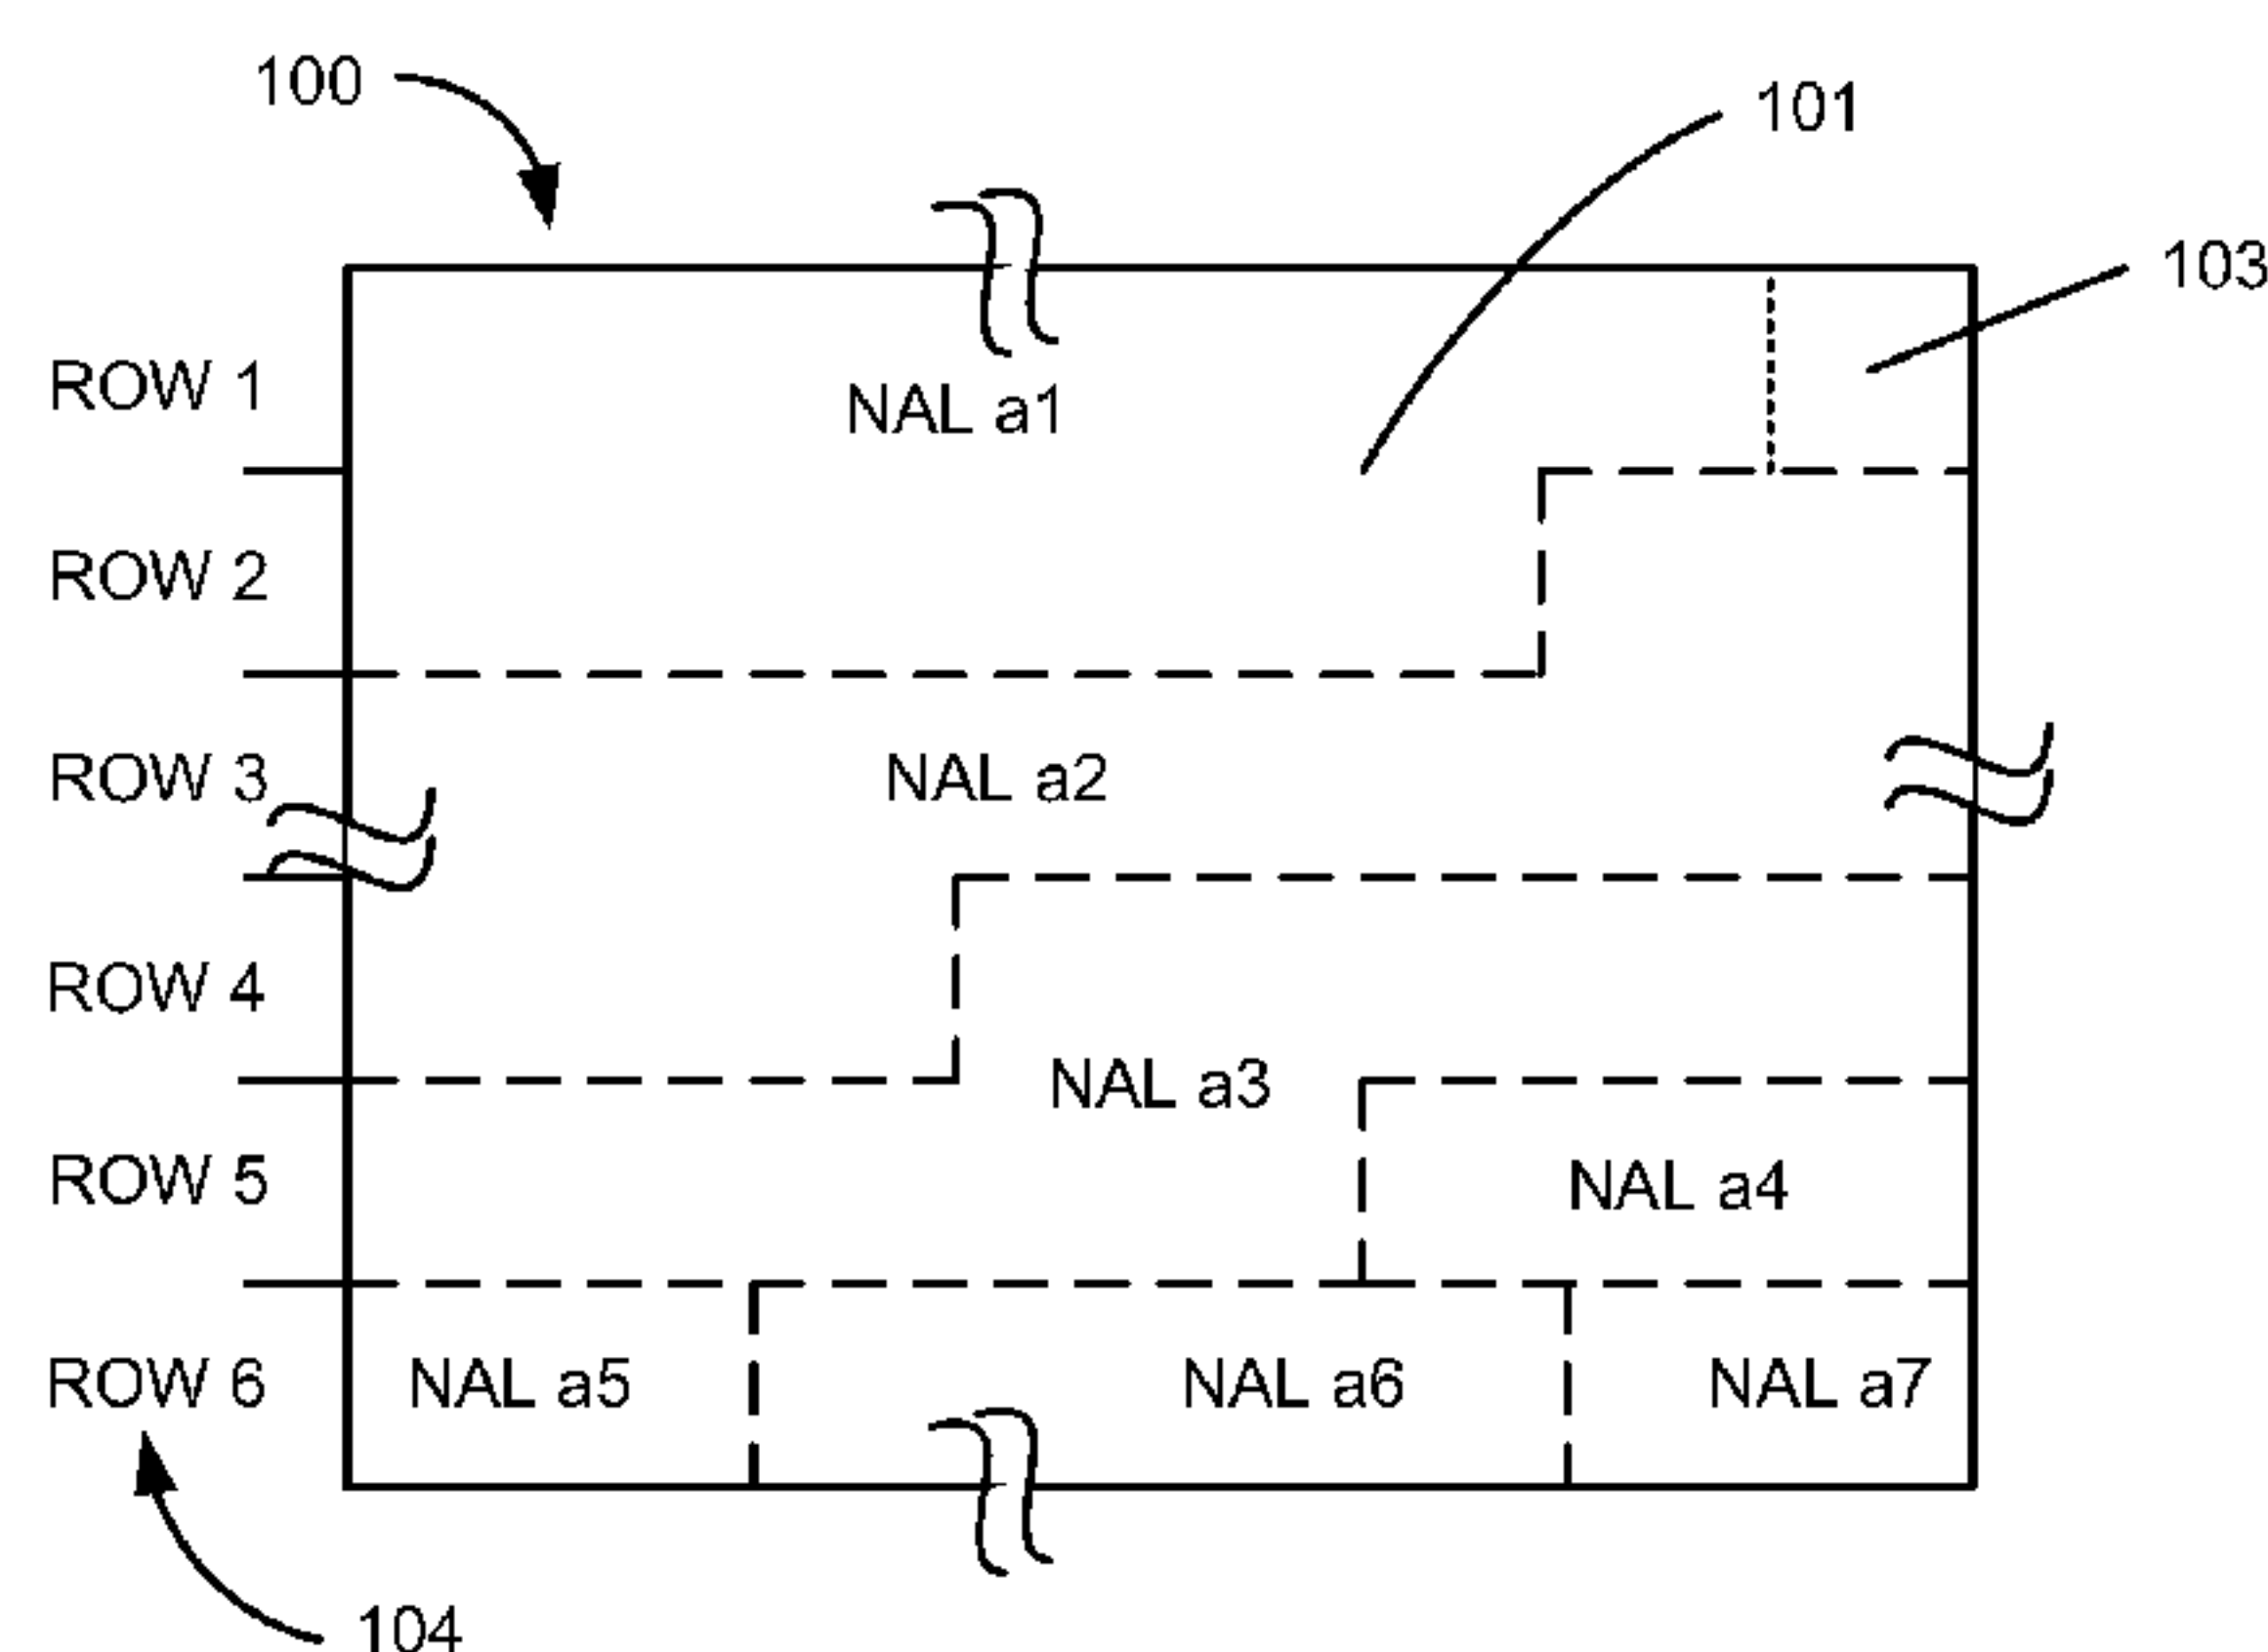 100
101
103
ROW 1
NAL a1
ROW 2
ROW 3
NAL a2
ROW 4
NAL a3
ROW 5
NAL a4
ROW 6
NAL a5
NAL a6
NAL a7
104